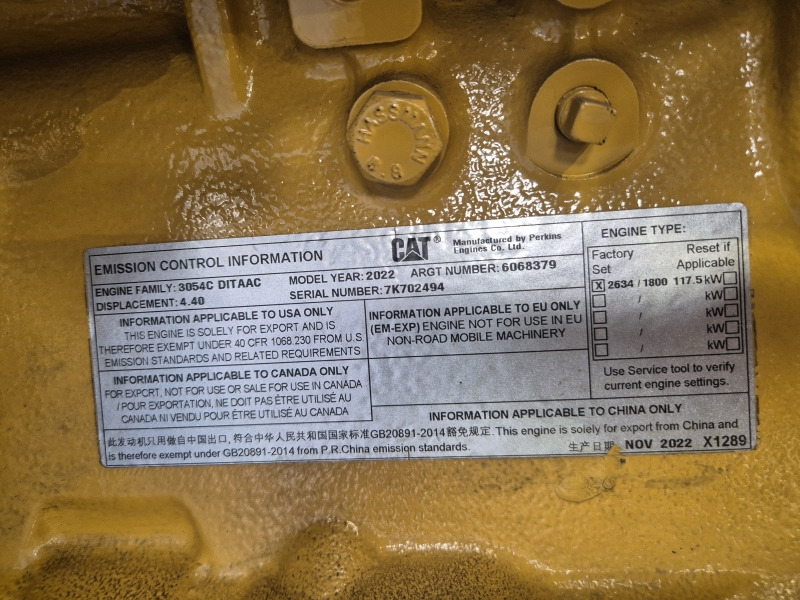 HASSMANN
8.8
EMISSION CONTROL INFORMATION
CAT®
Manufactured by Perkins
Engines Co. Ltd.
ENGINE FAMILY: 3054C DITAAC
MODEL YEAR: 2022
ARGT NUMBER: 6068379
DISPLACEMENT: 4.40
SERIAL NUMBER: 7K702494
INFORMATION APPLICABLE TO USA ONLY
THIS ENGINE IS SOLELY FOR EXPORT AND IS
THEREFORE EXEMPT UNDER 40 CFR 1068.230 FROM U.S.
EMISSION STANDARDS AND RELATED REQUIREMENTS
INFORMATION APPLICABLE TO EU ONLY
(EM-EXP) ENGINE NOT FOR USE IN EU
NON-ROAD MOBILE MACHINERY
INFORMATION APPLICABLE TO CANADA ONLY
FOR EXPORT, NOT FOR USE OR SALE FOR USE IN CANADA
/ POUR EXPORTATION, NE DOIT PAS ÊTRE UTILISÉ AU
CANADA NI VENDU POUR ÊTRE UTILISÉ AU CANADA
ENGINE TYPE:
Factory
Set
Reset if
Applicable
X 2634 / 1800 117.5 kW
/ kW
/ kW
/ kW
/ kW
Use Service tool to verify
current engine settings.
INFORMATION APPLICABLE TO CHINA ONLY
此发动机只用做自中国出口, 符合中华人民共和国国家标准GB20891-2014豁免规定. This engine is solely for export from China and
is therefore exempt under GB20891-2014 from P.R.China emission standards.
生产日期 NOV 2022 X1289